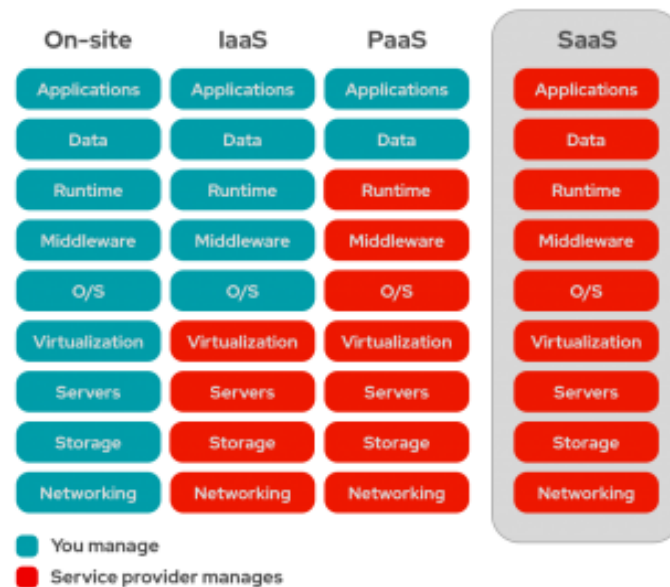 On-site IaaS PaaS SaaS
Applications Applications Applications Applications
Data Data Data Data
Runtime Runtime Runtime Runtime
Middleware Middleware Middleware Middleware
O/S O/S O/S O/S
Virtualization Virtualization Virtualization Virtualization
Servers Servers Servers Servers
Storage Storage Storage Storage
Networking Networking Networking Networking
You manage
Service provider manages